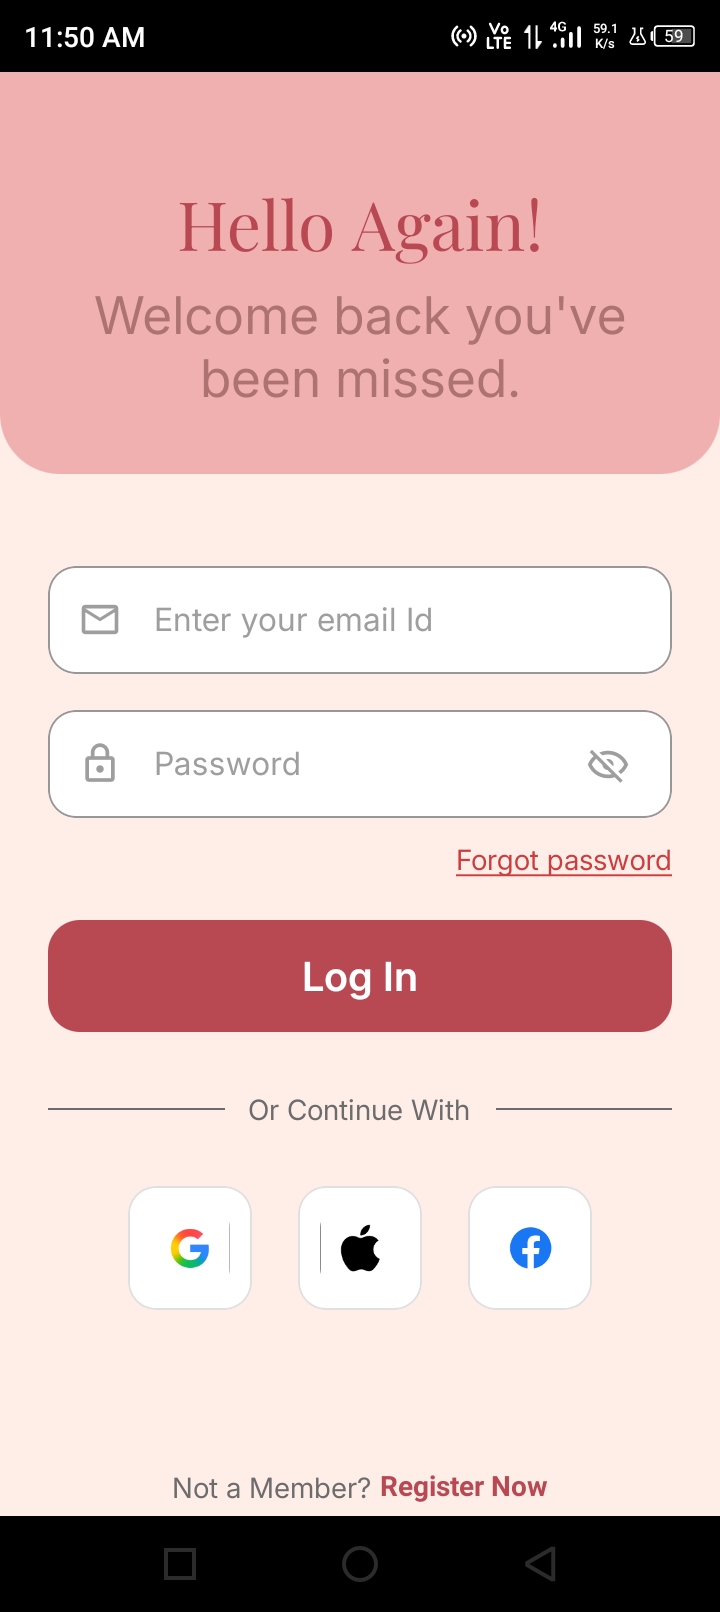 11:50 AM Vo LTE 4G 59.1 K/s 59
Hello Again!
Welcome back you've
been missed.
Enter your email Id
Password
Forgot password
Log In
Or Continue With
Not a Member? Register Now